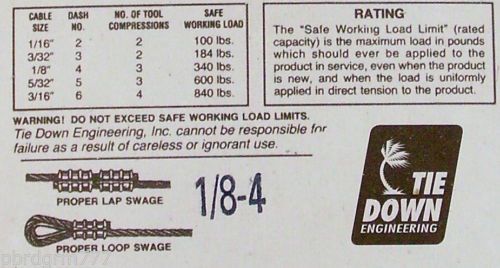 CABLE SIZE DASH NO. NO. OF TOOL COMPRESSIONS SAFE WORKING LOAD
1/16" 2 2 100 lbs.
3/32" 3 2 184 lbs.
1/8" 4 3 340 lbs.
5/32" 5 3 600 lbs.
3/16" 6 4 840 lbs.
RATING
The "Safe Working Load Limit" (rated
capacity) is the maximum load in pounds
which should ever be applied to the
product in service, even when the product
is new, and when the load is uniformly
applied in direct tension to the product.
WARNING! DO NOT EXCEED SAFE WORKING LOAD LIMITS.
Tie Down Engineering, Inc. cannot be responsible for
failure as a result of careless or ignorant use.
PROPER LAP SWAGE
1/8-4
PROPER LOOP SWAGE
TIE
DOWN
ENGINEERING
pbrdgrm777